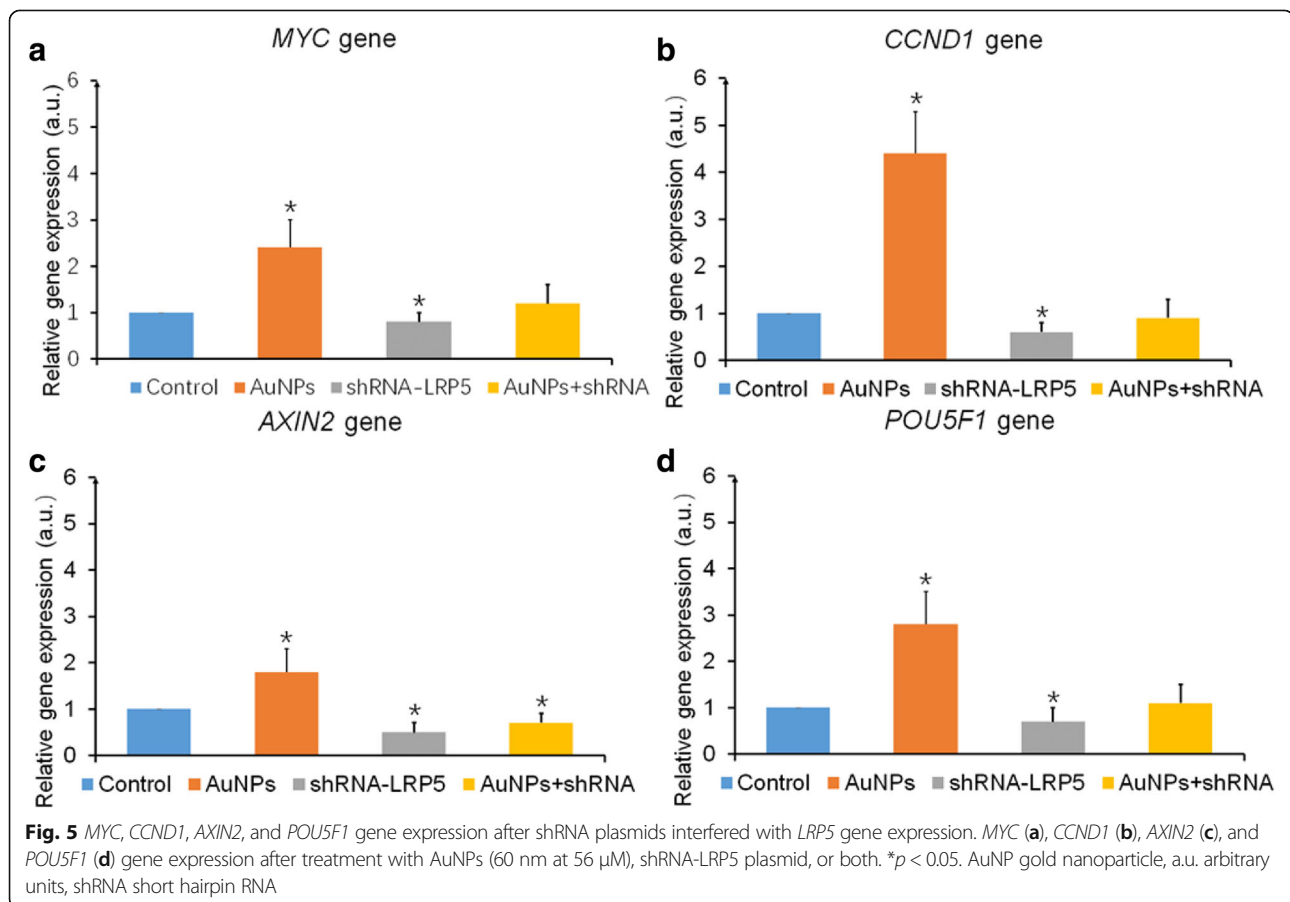 a
MYC gene
Relative gene expression (a.u.)
6
5
4
3
2
1
0
*
*
Control AuNPs shRNA-LRP5 AuNPs+shRNA
b
CCND1 gene
Relative gene expression (a.u.)
6
5
4
3
2
1
0
*
*
Control AuNPs shRNA-LRP5 AuNPs+shRNA
c
AXIN2 gene
Relative gene expression (a.u.)
6
5
4
3
2
1
0
*
*
*
Control AuNPs shRNA-LRP5 AuNPs+shRNA
d
POU5F1 gene
Relative gene expression (a.u.)
6
5
4
3
2
1
0
*
*
Control AuNPs shRNA-LRP5 AuNPs+shRNA
Fig. 5 MYC, CCND1, AXIN2, and POU5F1 gene expression after shRNA plasmids interfered with LRP5 gene expression. MYC (a), CCND1 (b), AXIN2 (c), and
POU5F1 (d) gene expression after treatment with AuNPs (60 nm at 56 μM), shRNA-LRP5 plasmid, or both. *p < 0.05. AuNP gold nanoparticle, a.u. arbitrary
units, shRNA short hairpin RNA